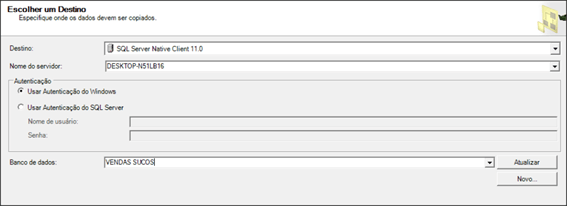 Escolher um Destino
Especifique onde os dados devem ser copiados.
Destino: SQL Server Native Client 11.0
Nome do servidor: DESKTOP-N51LB16
Autenticação
Usar Autenticação do Windows
Usar Autenticação do SQL Server
Nome de usuário:
Senha:
Banco de dados: VENDAS SUCOS Atualizar
Novo...